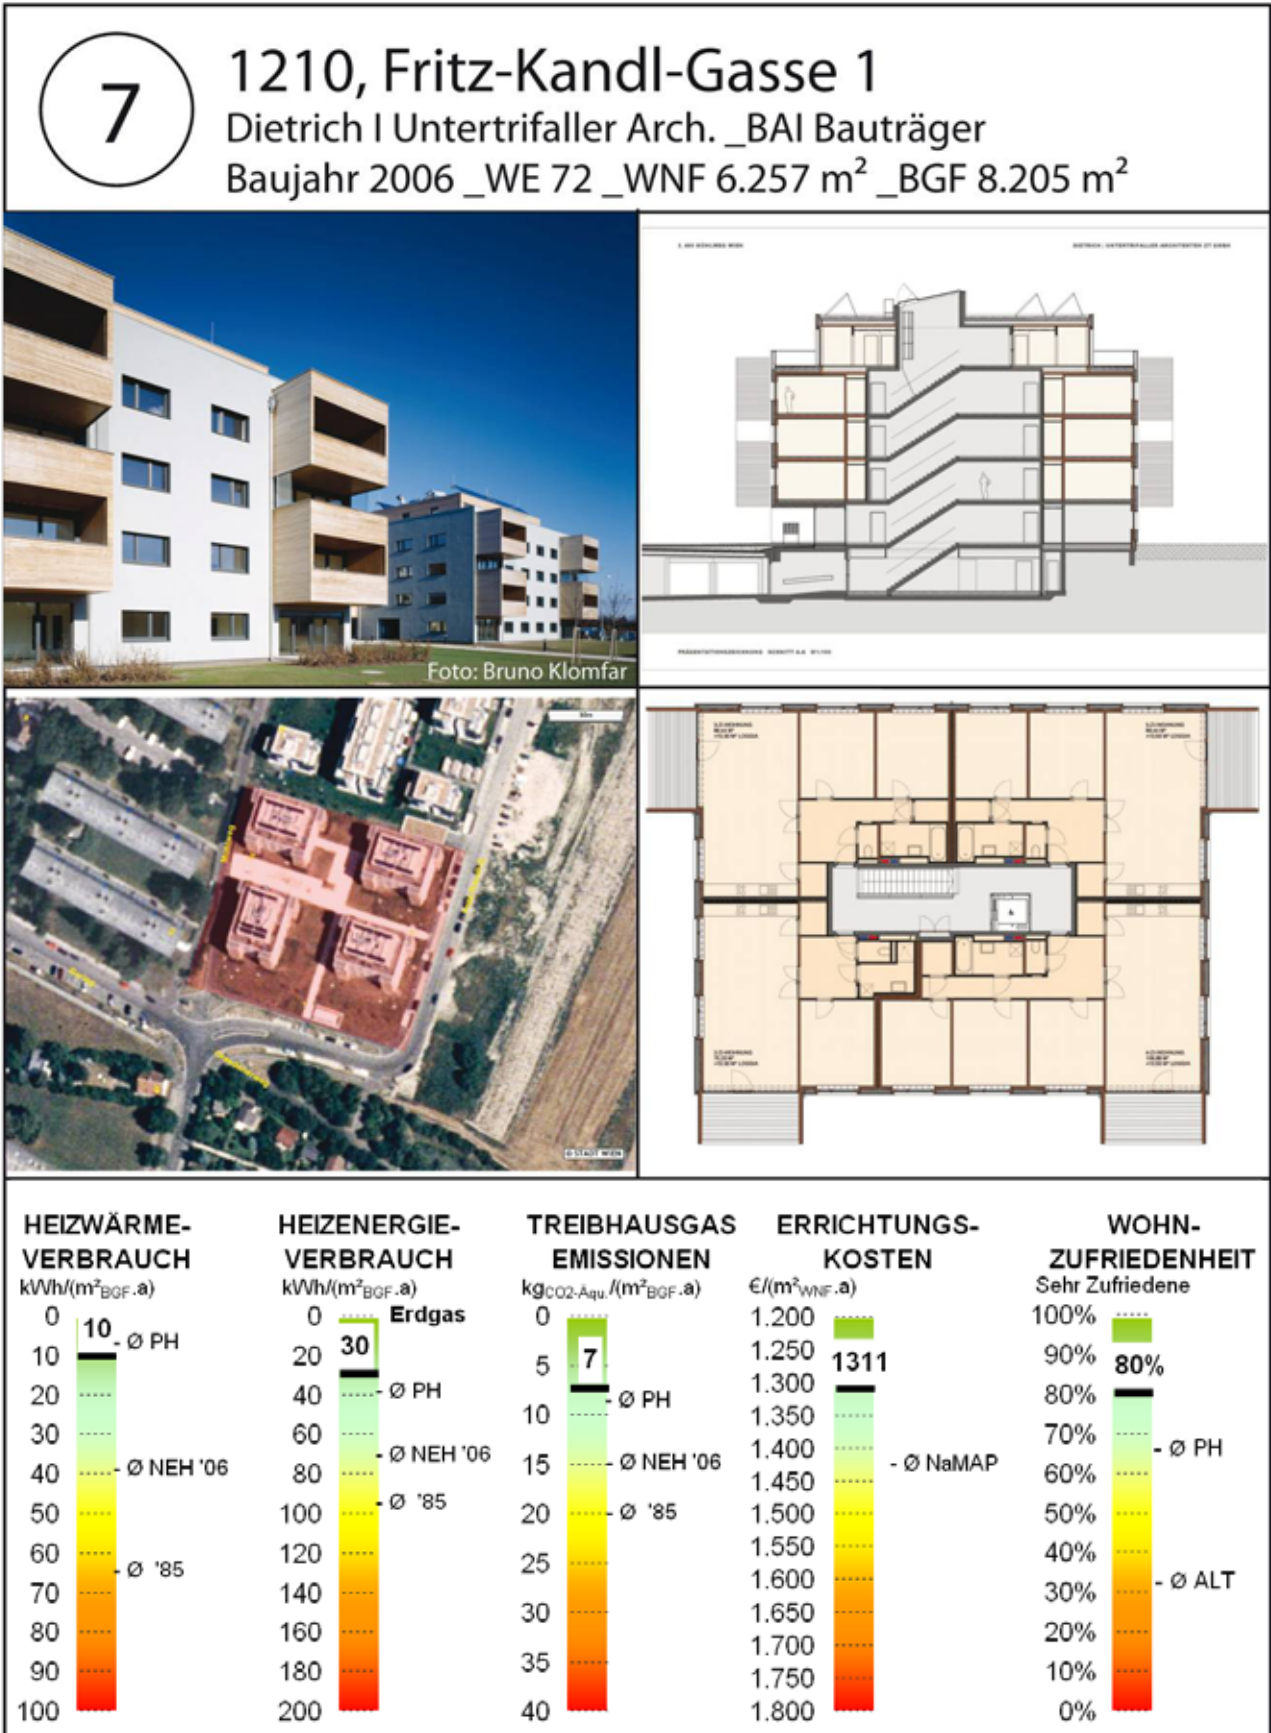 7
1210, Fritz-Kandl-Gasse 1
Dietrich I Untertrifaller Arch. _BAI Bauträger
Baujahr 2006 _WE 72 _WNF 6.257 m² _BGF 8.205 m²
Foto: Bruno Klomfar
© STADT WIEN
HEIZWÄRME-
VERBRAUCH
kWh/(m²BGF.a)
0
10
Ø PH
10
20
30
Ø NEH '06
40
50
60
Ø '85
70
80
90
100
HEIZENERGIE-
VERBRAUCH
kWh/(m²BGF.a)
Erdgas
0
30
20
Ø PH
40
60
Ø NEH '06
80
Ø '85
100
120
140
160
180
200
TREIBHAUSGAS
EMISSIONEN
kgCO2-Äqu./(m²BGF.a)
0
7
5
Ø PH
10
Ø NEH '06
15
Ø '85
20
25
30
35
40
ERRICHTUNGS-
KOSTEN
€/(m²WNF.a)
1.200
1.250
1311
1.300
1.350
1.400
Ø NaMAP
1.450
1.500
1.550
1.600
1.650
1.700
1.750
1.800
WOHN-
ZUFRIEDENHEIT
Sehr Zufriedene
100%
90%
80%
80%
70%
Ø PH
60%
50%
40%
Ø ALT
30%
20%
10%
0%